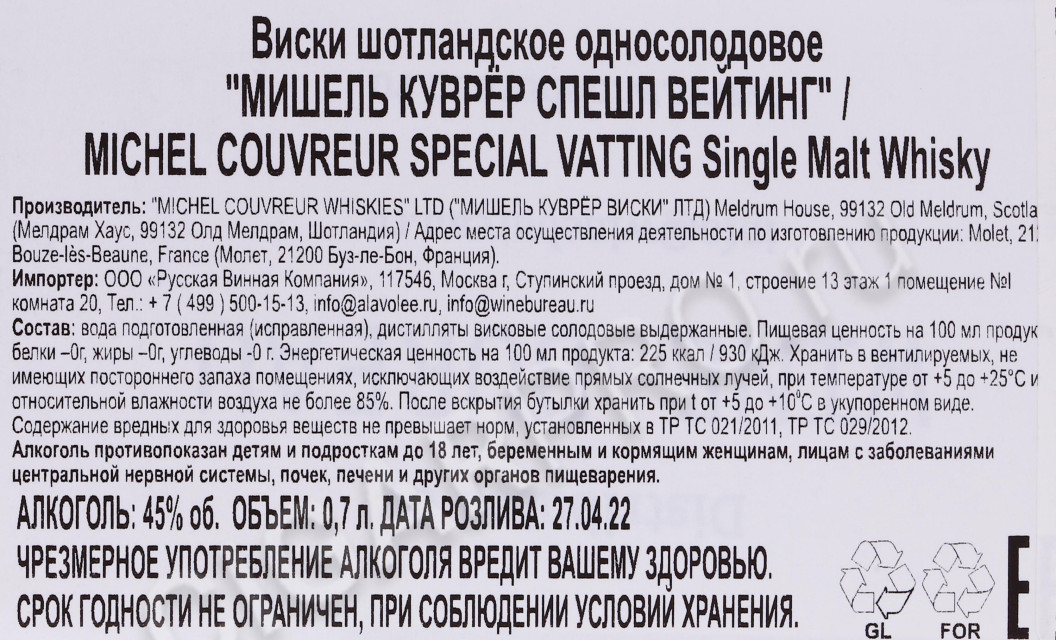 Виски шотландское односолодовое
"МИШЕЛЬ КУВРЁР СПЕШЛ ВЕЙТИНГ" /
MICHEL COUVREUR SPECIAL VATTING Single Malt Whisky
Производитель: "MICHEL COUVREUR WHISKIES" LTD ("МИШЕЛЬ КУВРЁР ВИСКИ" ЛТД) Meldrum House, 99132 Old Meldrum, Scotla
(Мелдрам Хаус, 99132 Олд Мелдрам, Шотландия) / Адрес места осуществления деятельности по изготовлению продукции: Molet, 21
Bouze-lès-Beaune, France (Молет, 21200 Буз-ле-Бон, Франция).
Импортер: ООО «Русская Винная Компания», 117546, Москва г, Ступинский проезд, дом № 1, строение 13 этаж 1 помещение №I
комната 20, Тел.: + 7 ( 499 ) 500-15-13, info@alavolee.ru, info@winebureau.ru
Состав: вода подготовленная (исправленная), дистилляты висковые солодовые выдержанные. Пищевая ценность на 100 мл продук
белки –0г, жиры –0г, углеводы -0 г. Энергетическая ценность на 100 мл продукта: 225 ккал / 930 кДж. Хранить в вентилируемых, не
имеющих постороннего запаха помещениях, исключающих воздействие прямых солнечных лучей, при температуре от +5 до +25°С и
относительной влажности воздуха не более 85%. После вскрытия бутылки хранить при t от +5 до +10°С в укупоренном виде.
Содержание вредных для здоровья веществ не превышает норм, установленных в ТР ТС 021/2011, ТР ТС 029/2012.
Алкоголь противопоказан детям и подросткам до 18 лет, беременным и кормящим женщинам, лицам с заболеваниями
центральной нервной системы, почек, печени и других органов пищеварения.
АЛКОГОЛЬ: 45% об. ОБЪЕМ: 0,7 л. ДАТА РОЗЛИВА: 27.04.22
ЧРЕЗМЕРНОЕ УПОТРЕБЛЕНИЕ АЛКОГОЛЯ ВРЕДИТ ВАШЕМУ ЗДОРОВЬЮ.
СРОК ГОДНОСТИ НЕ ОГРАНИЧЕН, ПРИ СОБЛЮДЕНИИ УСЛОВИЙ ХРАНЕНИЯ.
GL FOR
E